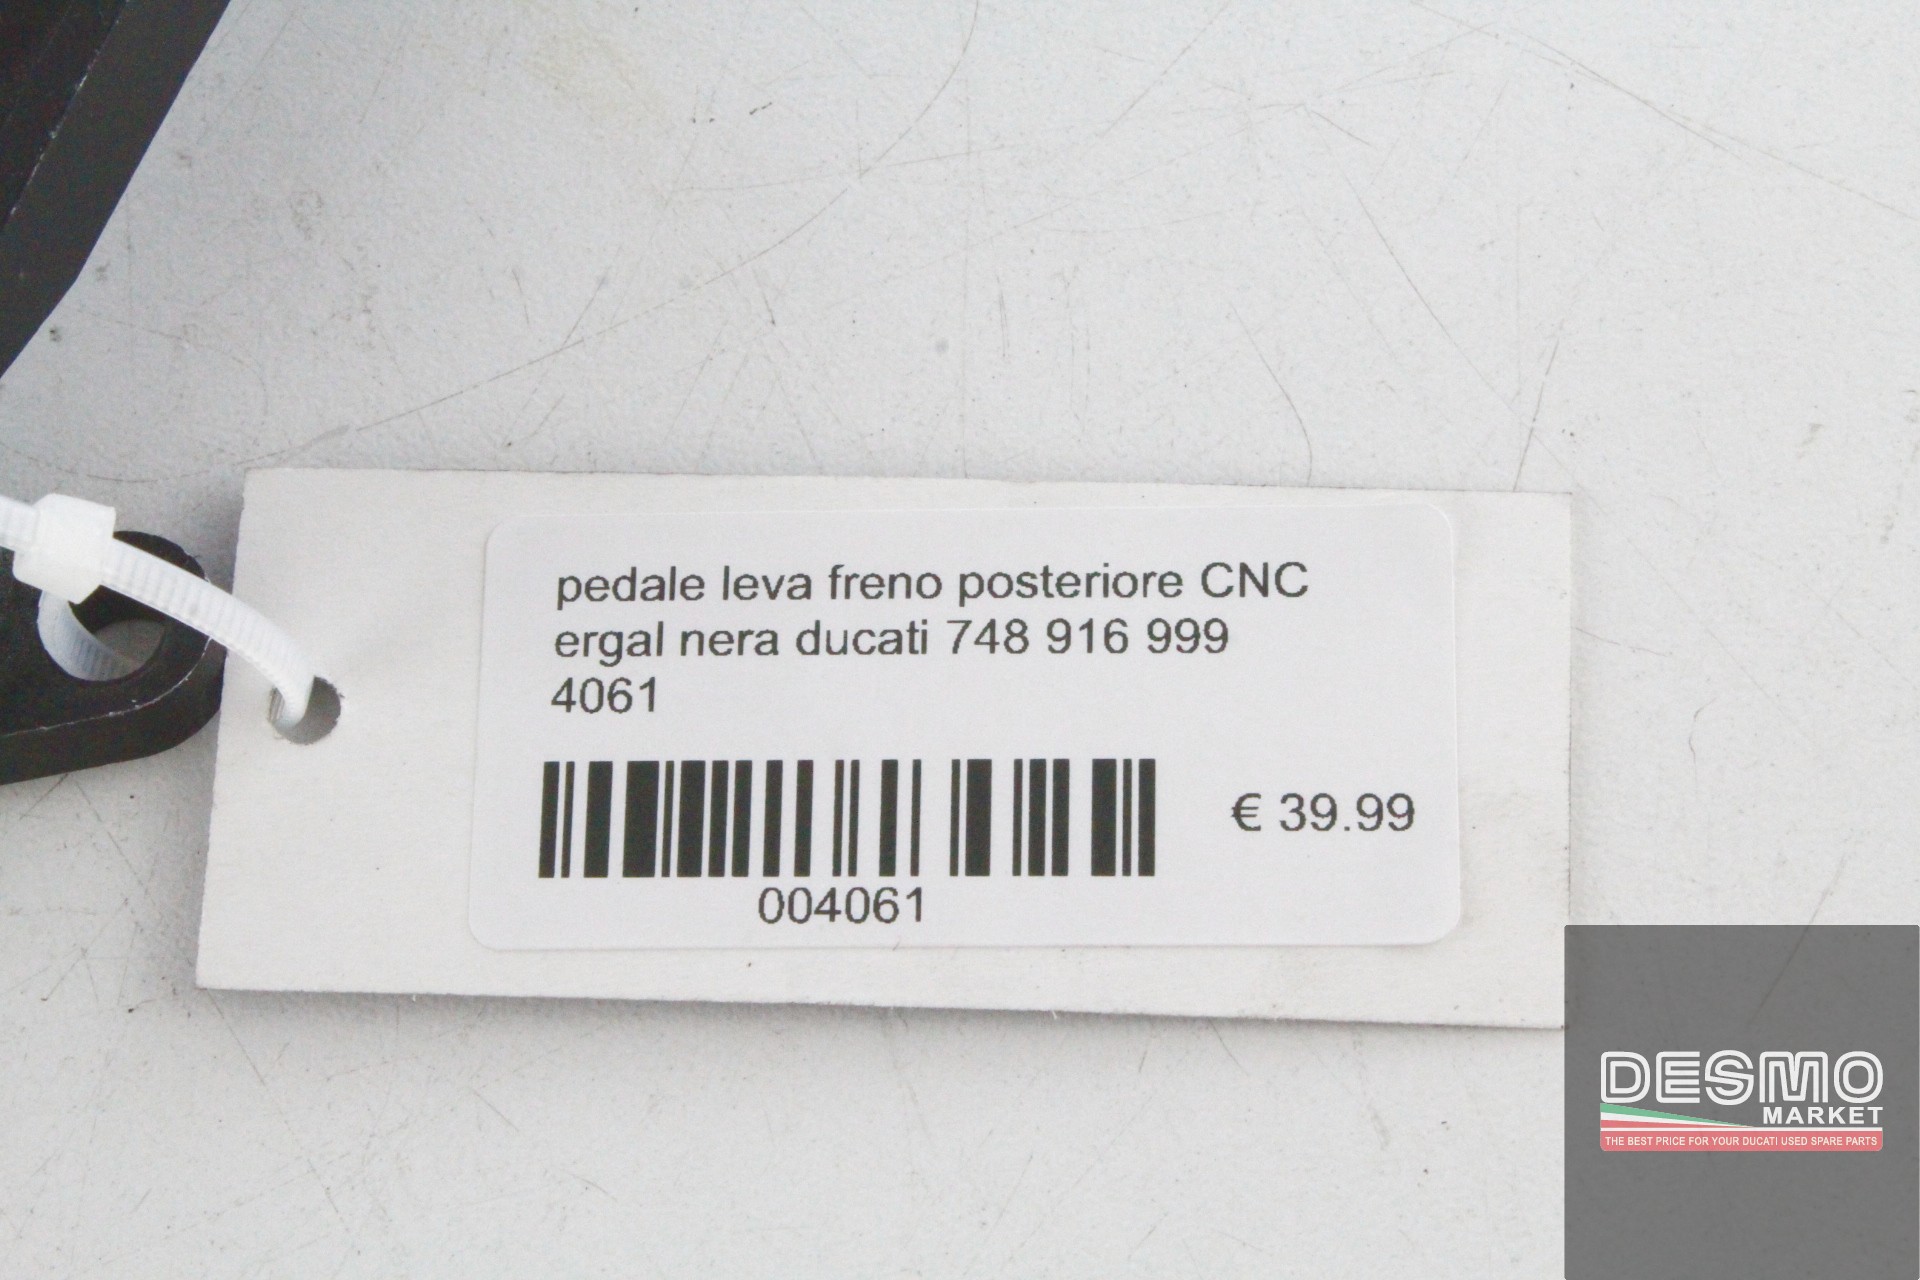 pedale leva freno posteriore CNC
ergal nera ducati 748 916 999
4061
€ 39.99
004061
DESMO
MARKET
THE BEST PRICE FOR YOUR DUCATI USED SPARE PARTS